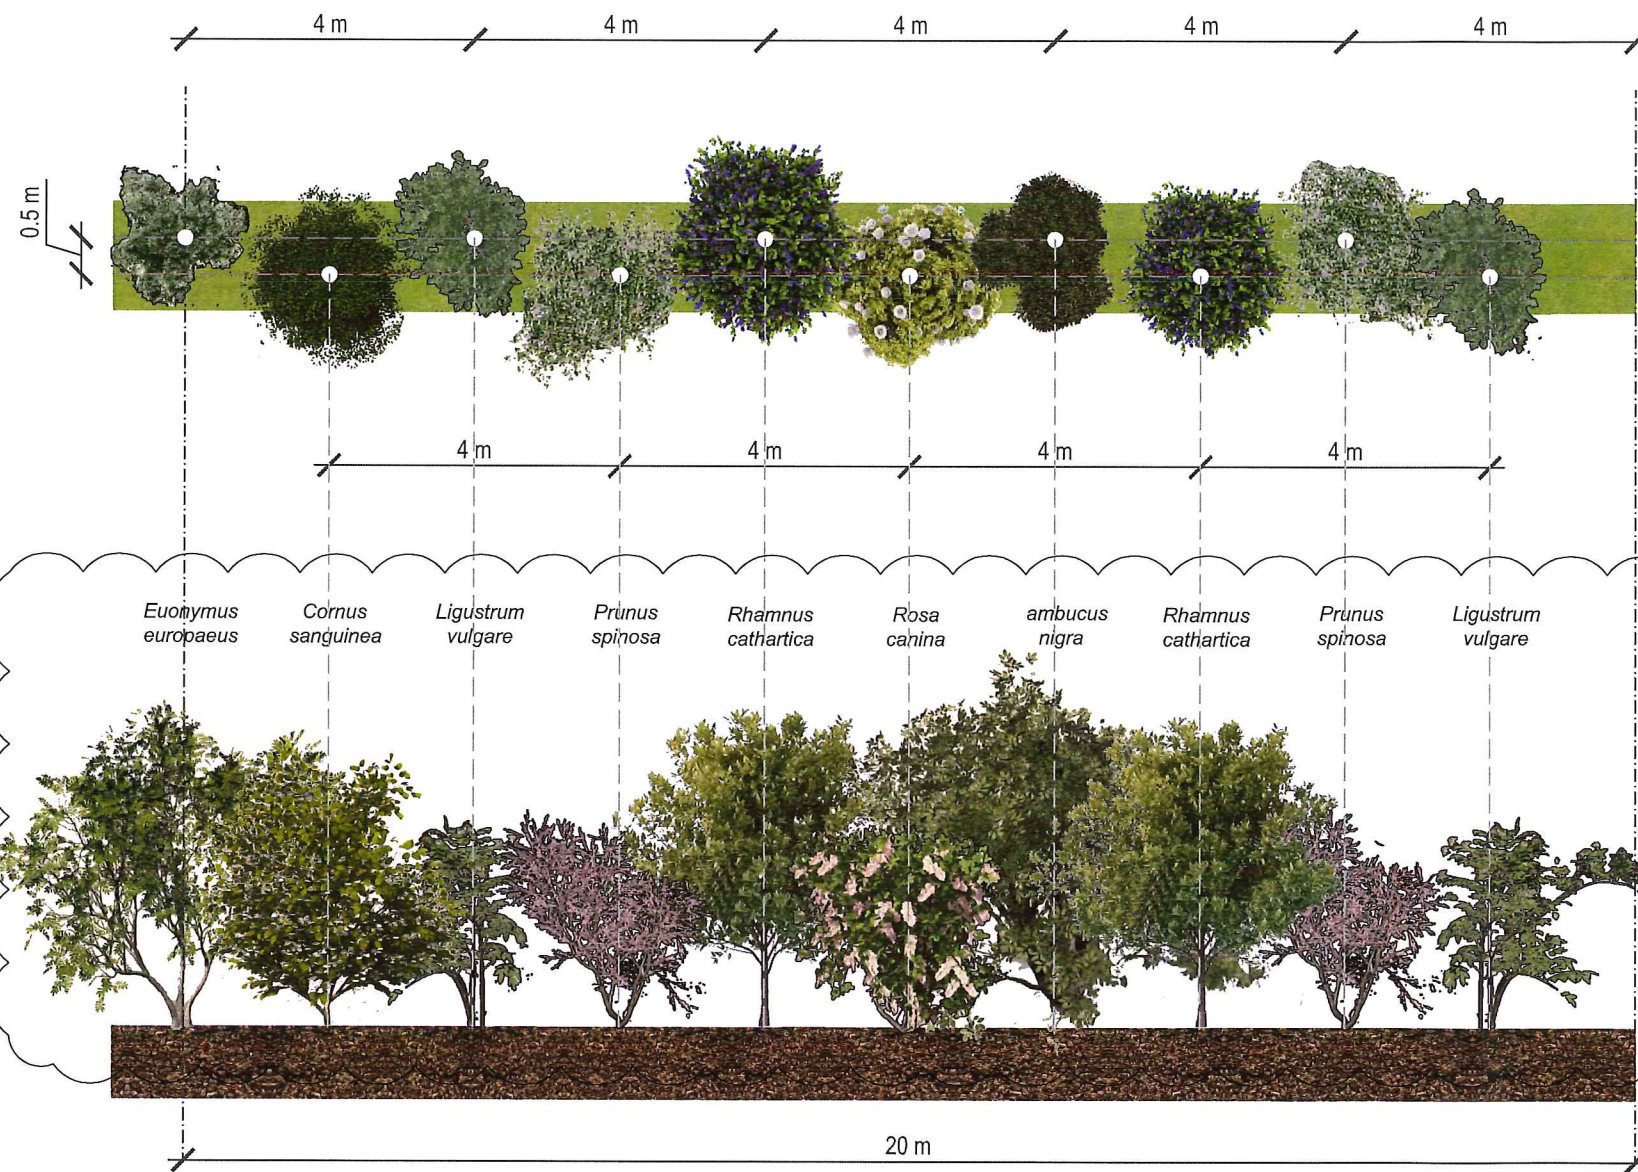 4 m 4 m 4 m 4 m 4 m
0.5 m
4 m 4 m 4 m 4 m
Euonymus europaeus
Cornus sanguinea
Ligustrum vulgare
Prunus spinosa
Rhamnus cathartica
Rosa canina
ambucus nigra
Rhamnus cathartica
Prunus spinosa
Ligustrum vulgare
20 m